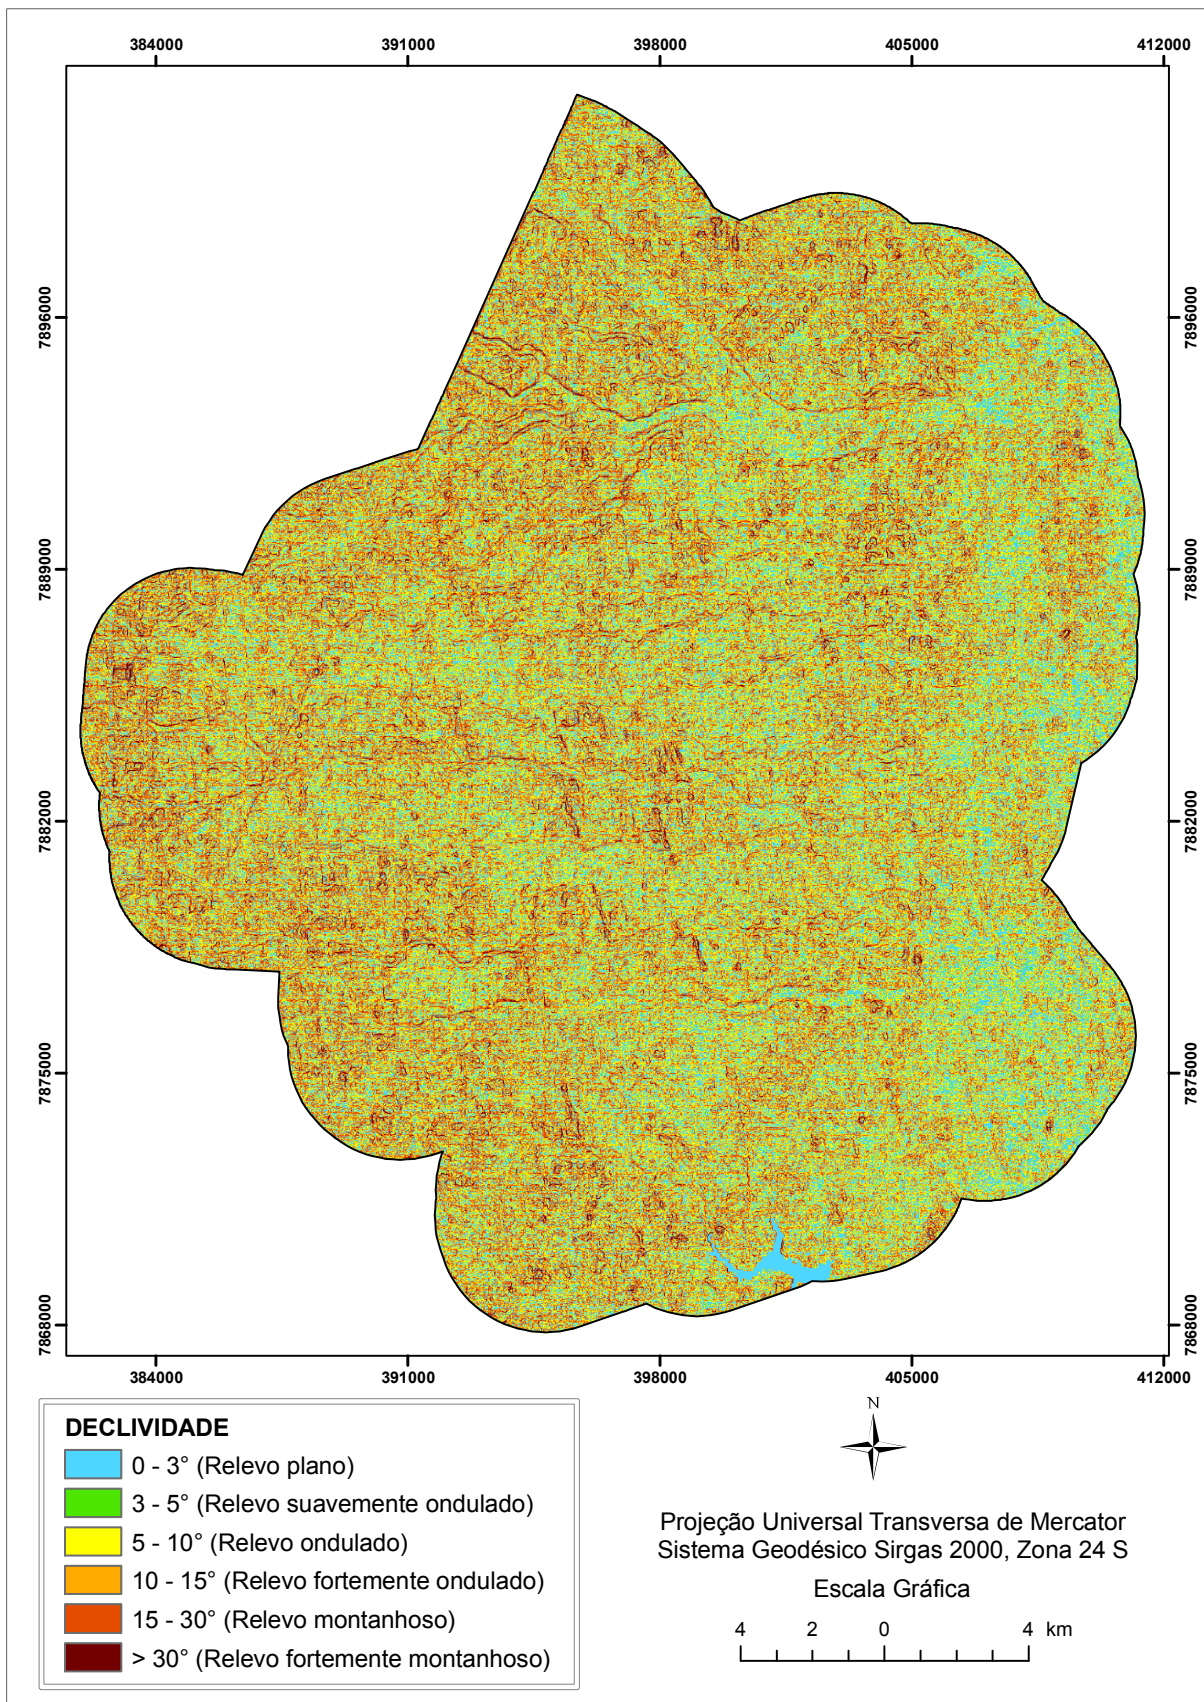 384000 391000 398000 405000 412000
7896000 7896000
7889000 7889000
7882000 7882000
7875000 7875000
7868000 7868000
384000 391000 398000 405000 412000
DECLIVIDADE
0 - 3° (Relevo plano)
3 - 5° (Relevo suavemente ondulado)
5 - 10° (Relevo ondulado)
10 - 15° (Relevo fortemente ondulado)
15 - 30° (Relevo montanhoso)
> 30° (Relevo fortemente montanhoso)
N
Projeção Universal Transversa de Mercator
Sistema Geodésico Sirgas 2000, Zona 24 S
Escala Gráfica
4 2 0 4 km